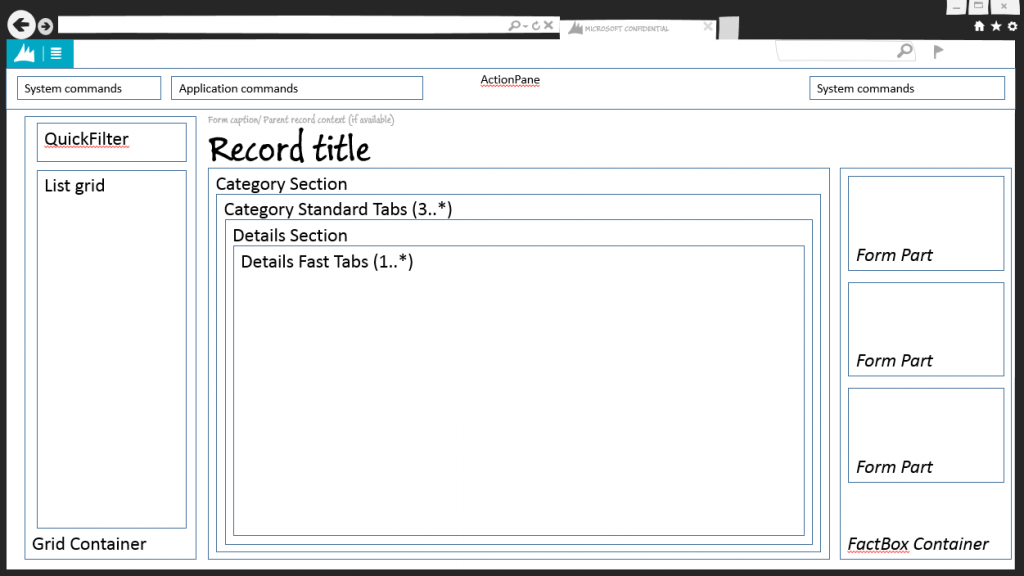 MICROSOFT CONFIDENTIAL
ActionPane
System commands
Application commands
System commands
QuickFilter
List grid
Grid Container
Form caption/ Parent record context (if available)
Record title
Category Section
Category Standard Tabs (3..*)
Details Section
Details Fast Tabs (1..*)
Form Part
Form Part
Form Part
FactBox Container